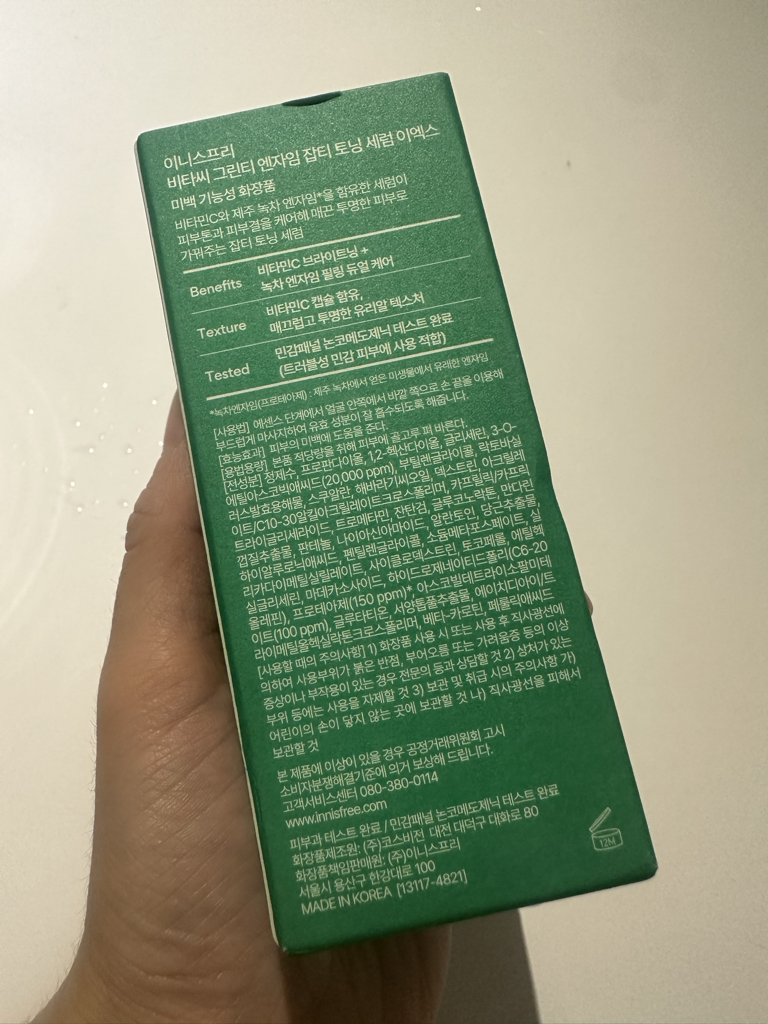 이니스프리
비타씨 그린티 엔자임 잡티 토닝 세럼 이엑스
미백 기능성 화장품
비타민C와 제주 녹차 엔자임*을 함유한 세럼이
피부톤과 피부결을 케어해 매끈 투명한 피부로
가꿔주는 잡티 토닝 세럼
Benefits 비타민C 브라이트닝 +
녹차 엔자임 필링 듀얼 케어
Texture 비타민C 캡슐 함유,
매끄럽고 투명한 유리알 텍스처
Tested 민감패널 논코메도제닉 테스트 완료
(트러블성 민감 피부에 사용 적합)
*녹차엔자임(프로테아제) : 제주 녹차에서 얻은 미생물에서 유래한 엔자임
[사용법] 에센스 단계에서 얼굴 안쪽에서 바깥 쪽으로 손 끝을 이용해
부드럽게 마사지하여 유효 성분이 잘 흡수되도록 해줍니다.
[효능효과] 피부의 미백에 도움을 준다.
[용법용량] 본품 적당량을 취해 피부에 골고루 펴 바른다.
[전성분] 정제수, 프로판다이올, 1,2-헥산다이올, 글리세린, 3-O-
에틸아스코빅애씨드(20,000 ppm), 부틸렌글라이콜, 락토바실
러스발효용해물, 스쿠알란, 해바라기씨오일, 덱스트린, 아크릴레
이트/C10-30알킬아크릴레이트크로스폴리머, 카프릴릭/카프릭
트라이글리세라이드, 트로메타민, 잔탄검, 글루코노락톤, 만다린
껍질추출물, 판테놀, 나이아신아마이드, 알란토인, 당근추출물,
하이알루로닉애씨드, 펜틸렌글라이콜, 소듐메타포스페이트, 실
리카다이메틸실릴레이트, 사이클로덱스트린, 토코페롤, 에틸헥
실글리세린, 마데카소사이드, 하이드로제네이티드폴리(C6-20
올레핀), 프로테아제(150 ppm)*, 아스코빌테트라이소팔미테
이트(100 ppm), 글루타티온, 서양톱풀추출물, 에이치디아이/트
라이메틸올헥실락톤크로스폴리머, 베타-카로틴, 페룰릭애씨드
[사용할 때의 주의사항] 1) 화장품 사용 시 또는 사용 후 직사광선에
의하여 사용부위가 붉은 반점, 부어오름 또는 가려움증 등의 이상
증상이나 부작용이 있는 경우 전문의 등과 상담할 것 2) 상처가 있는
부위 등에는 사용을 자제할 것 3) 보관 및 취급 시의 주의사항 가)
어린이의 손이 닿지 않는 곳에 보관할 것 나) 직사광선을 피해서
보관할 것
본 제품에 이상이 있을 경우 공정거래위원회 고시
소비자분쟁해결기준에 의거 보상해 드립니다.
고객서비스센터 080-380-0114
www.innisfree.com
피부과 테스트 완료 / 민감패널 논코메도제닉 테스트 완료
화장품제조원: (주)코스비전 대전 대덕구 대화로 80
화장품책임판매원: (주)이니스프리
서울시 용산구 한강대로 100
MADE IN KOREA [13117-4821]
12M